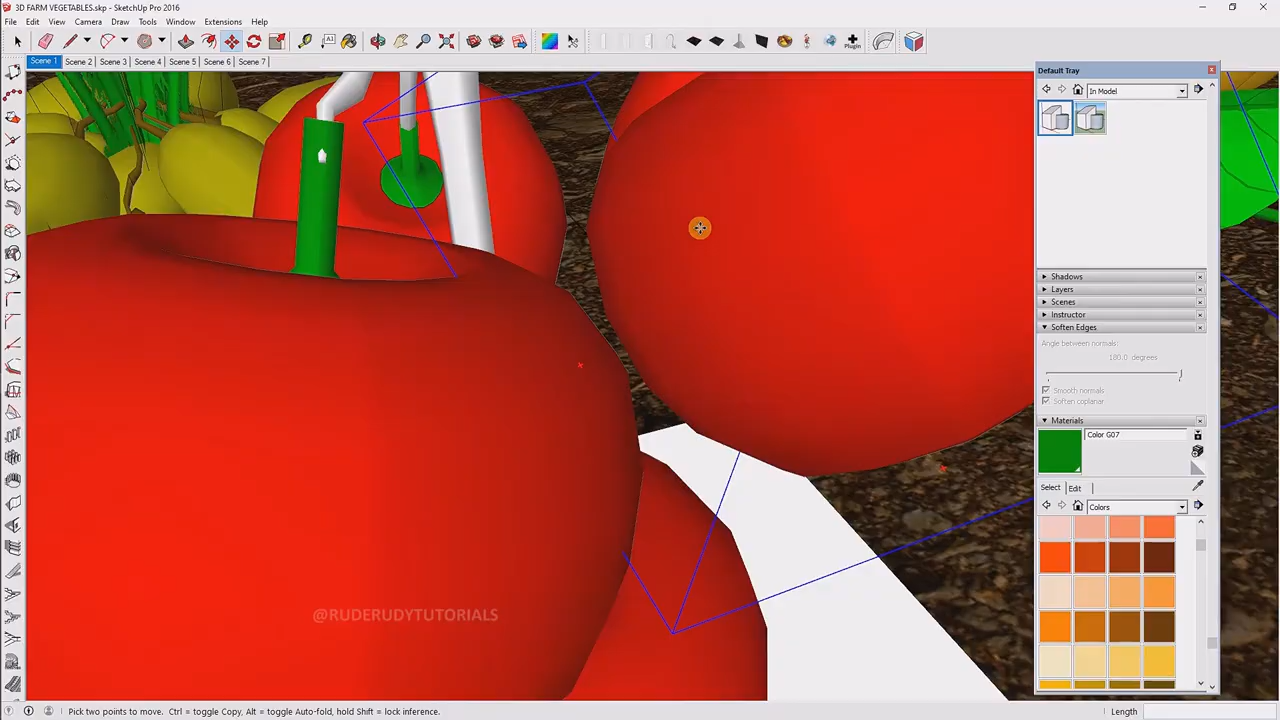 3D FARM VEGETABLES.skp - SketchUp Pro 2016
File Edit View Camera Draw Tools Window Extensions Help
Scene 1 Scene 2 Scene 3 Scene 4 Scene 5 Scene 6 Scene 7
Default Tray
In Model
Shadows
Layers
Scenes
Instructor
Soften Edges
Angle between normals:
180.0 degrees
Smooth normals
Soften coplanar
Materials
Color G07
Select Edit
Colors
@RUDERUDYTUTORIALS
Pick two points to move. Ctrl = toggle Copy, Alt = toggle Auto-fold, hold Shift = lock inference.
Length